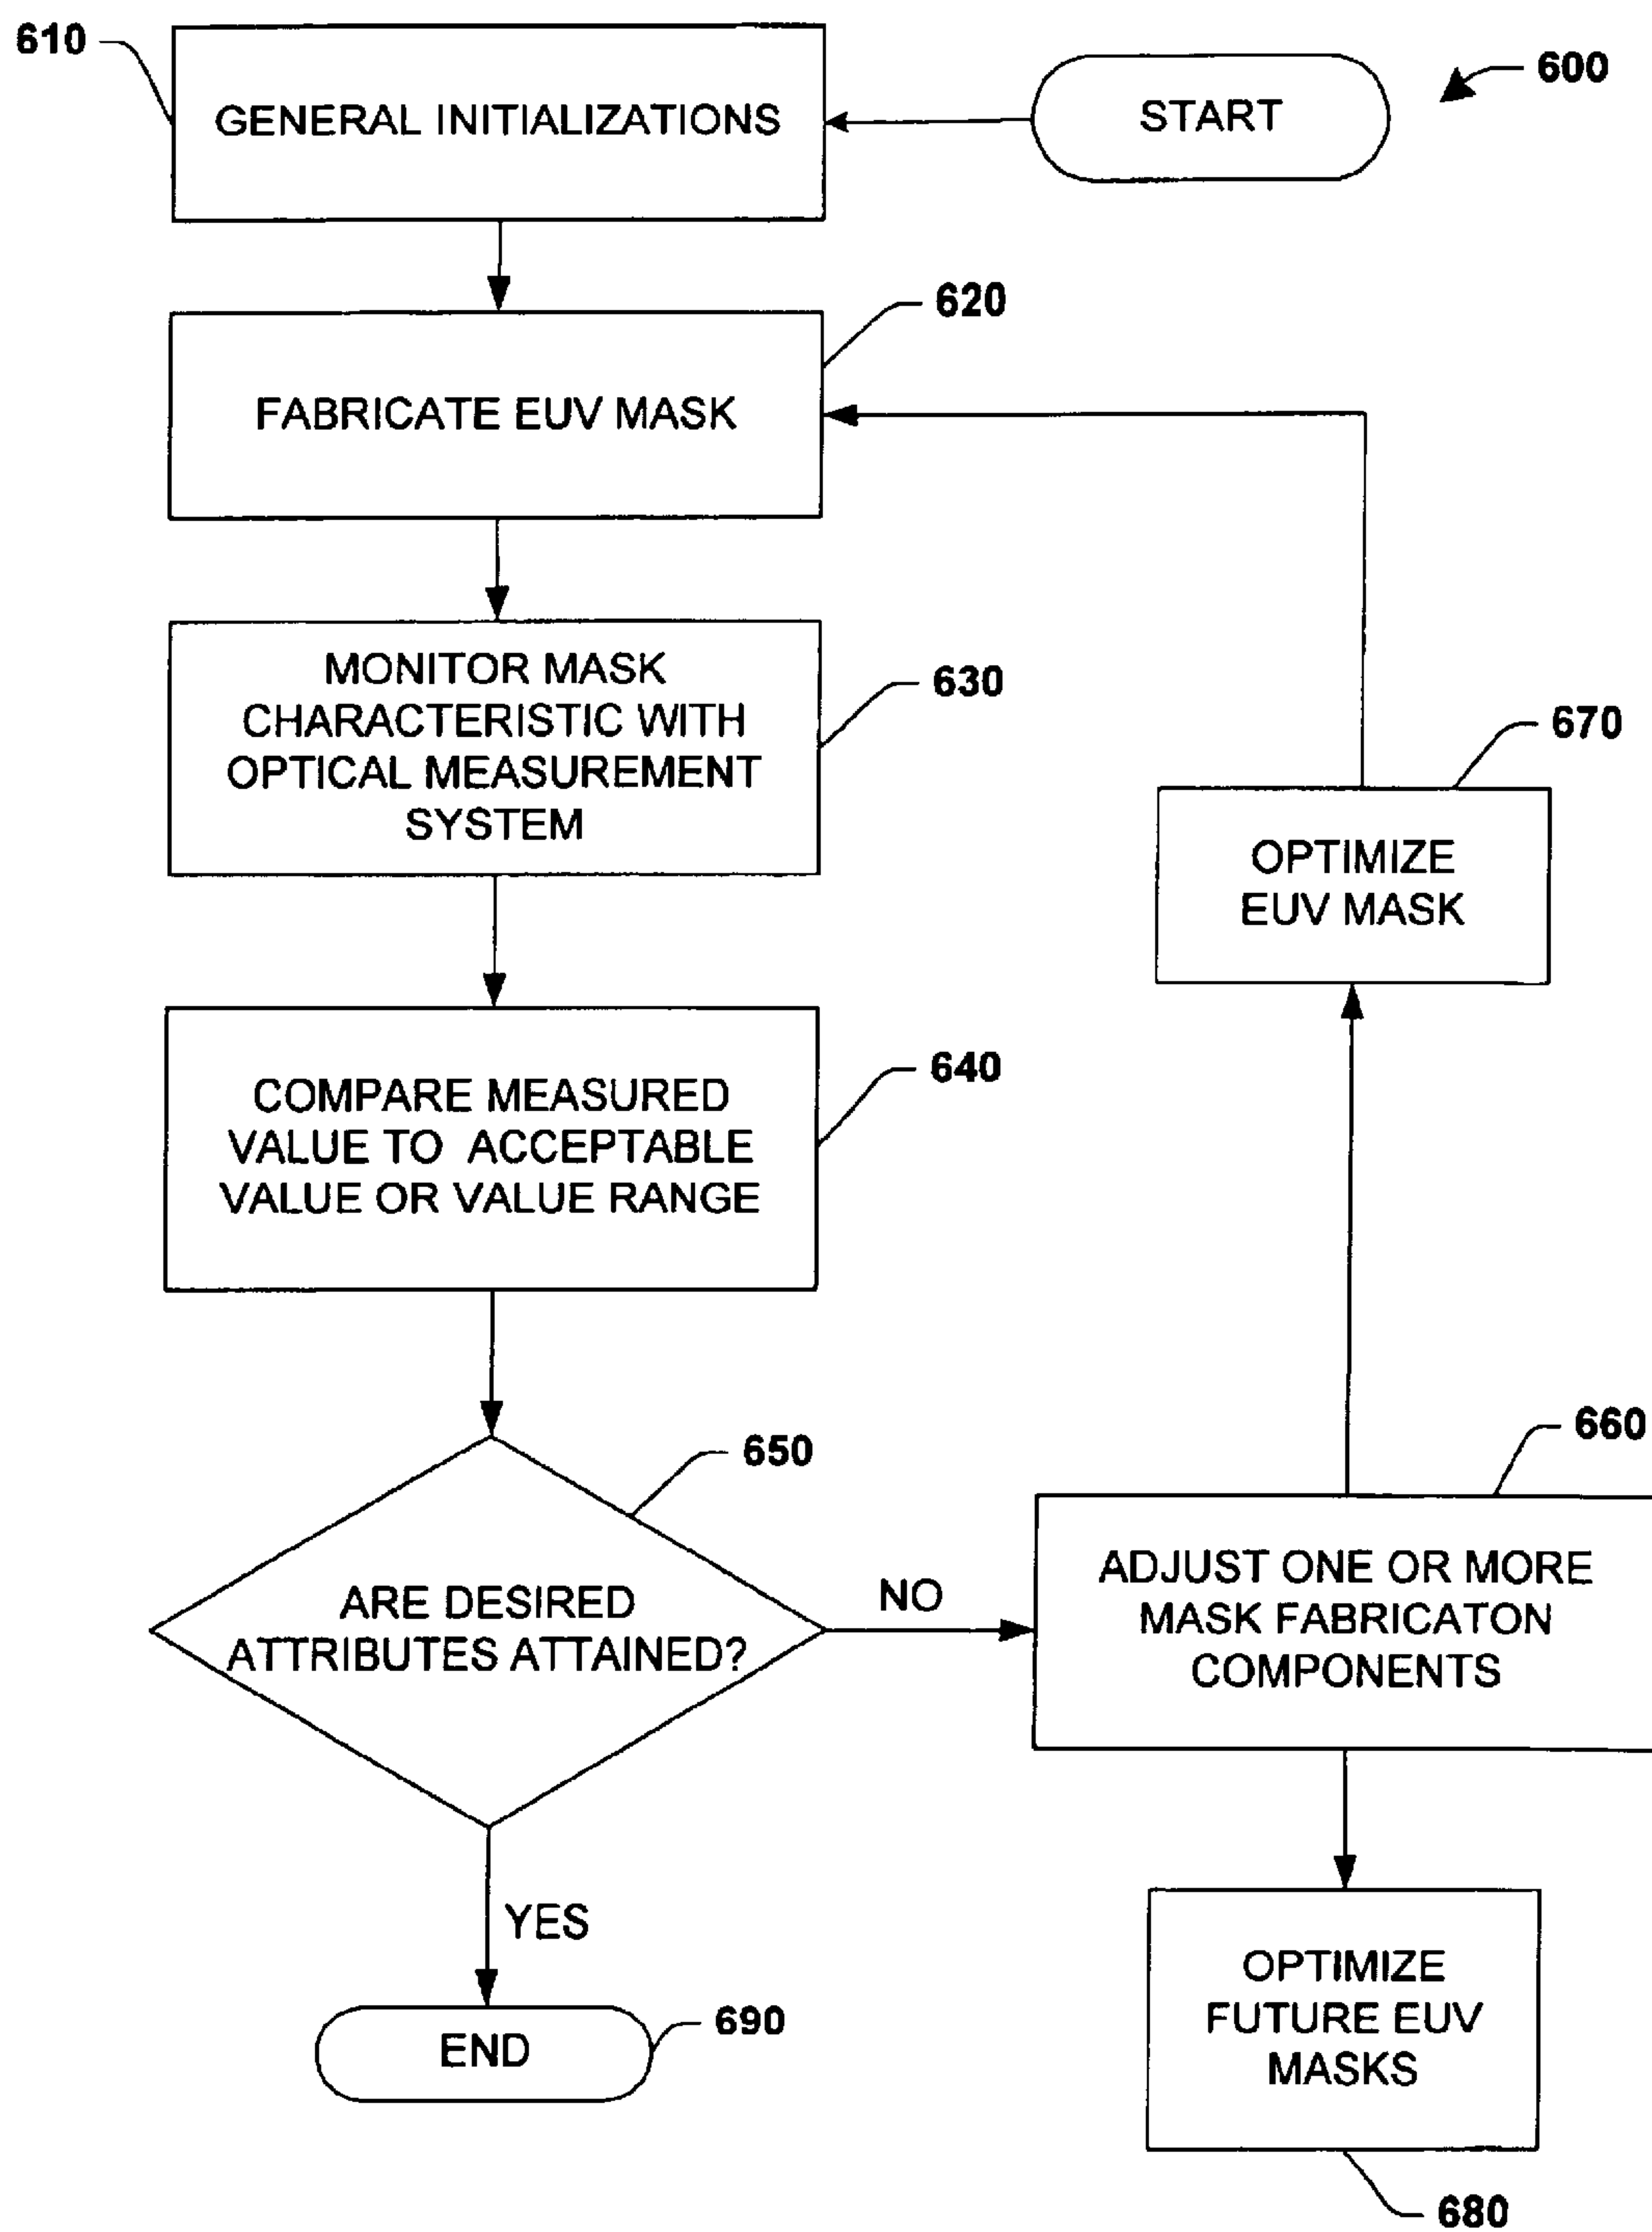 610
GENERAL INITIALIZATIONS
START
600
620
FABRICATE EUV MASK
MONITOR MASK
CHARACTERISTIC WITH
OPTICAL MEASUREMENT
SYSTEM
630
670
OPTIMIZE
EUV MASK
COMPARE MEASURED
VALUE TO ACCEPTABLE
VALUE OR VALUE RANGE
640
650
ARE DESIRED
ATTRIBUTES ATTAINED?
NO
660
ADJUST ONE OR MORE
MASK FABRICATON
COMPONENTS
YES
END
690
OPTIMIZE
FUTURE EUV
MASKS
680